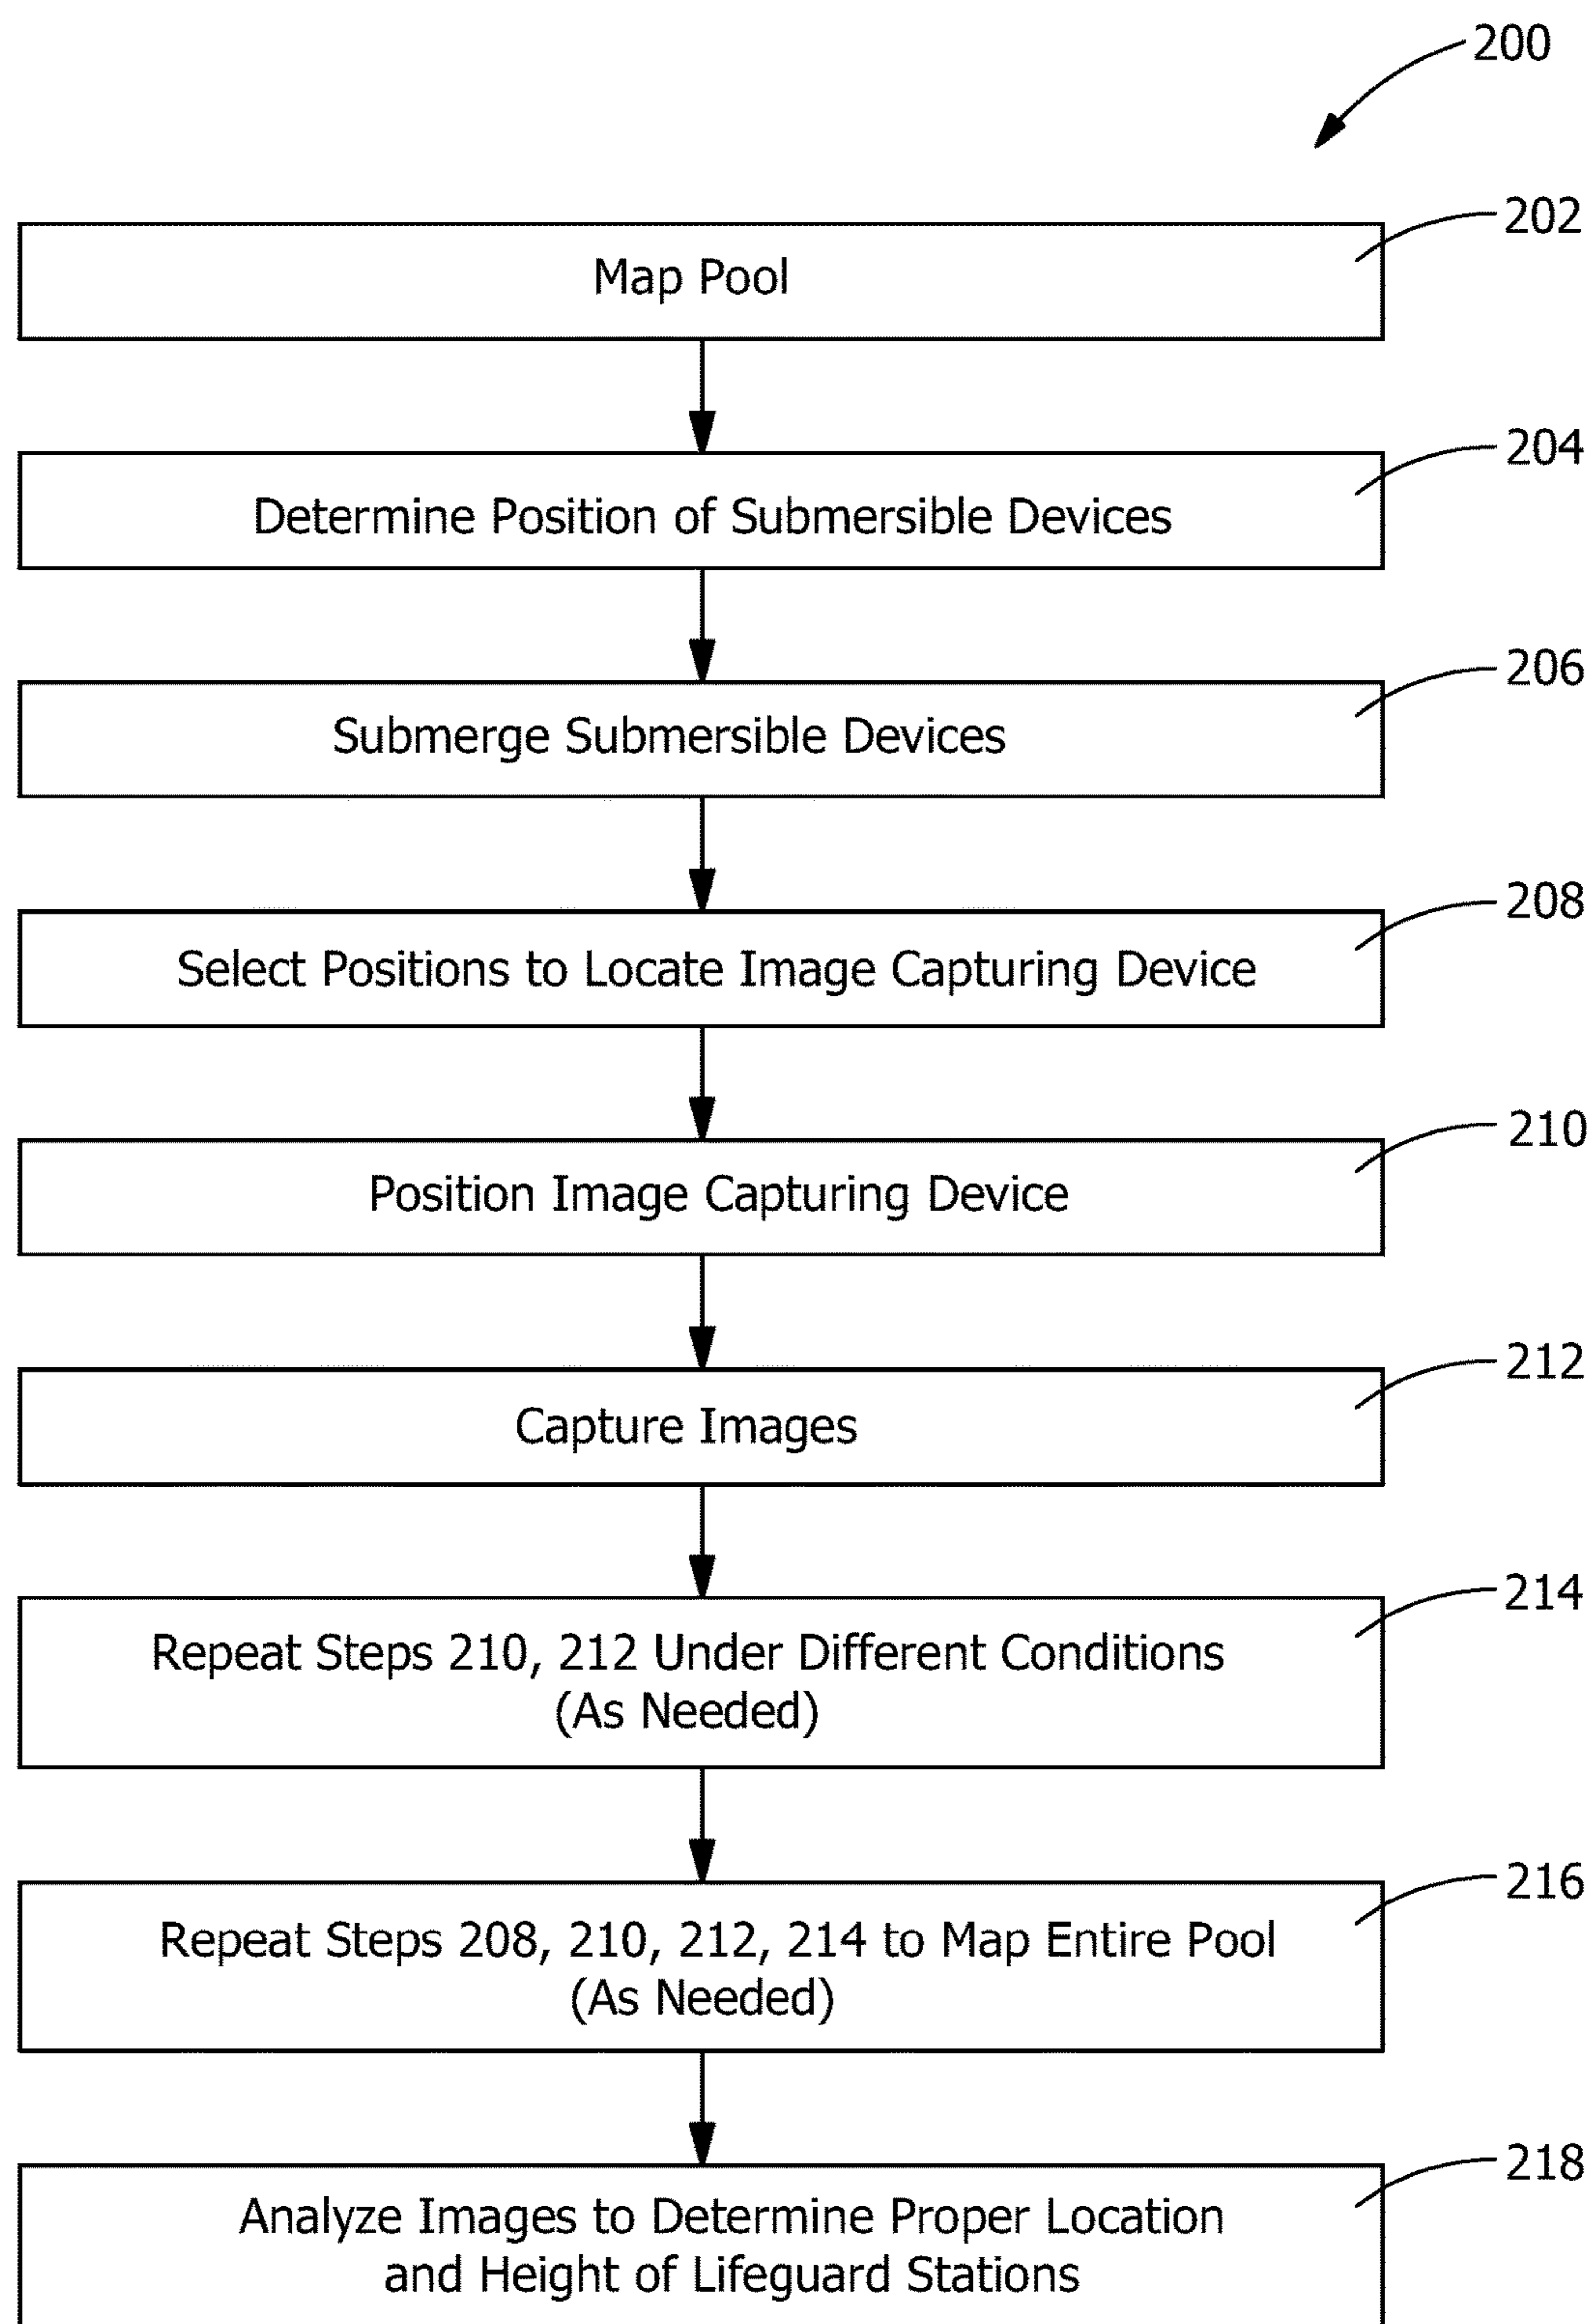 200
202
Map Pool
204
Determine Position of Submersible Devices
206
Submerge Submersible Devices
208
Select Positions to Locate Image Capturing Device
210
Position Image Capturing Device
212
Capture Images
214
Repeat Steps 210, 212 Under Different Conditions
(As Needed)
216
Repeat Steps 208, 210, 212, 214 to Map Entire Pool
(As Needed)
218
Analyze Images to Determine Proper Location
and Height of Lifeguard Stations